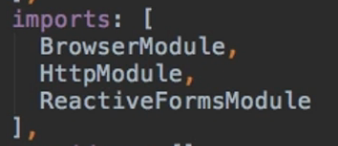 imports: [
BrowserModule,
HttpModule,
ReactiveFormsModule
],